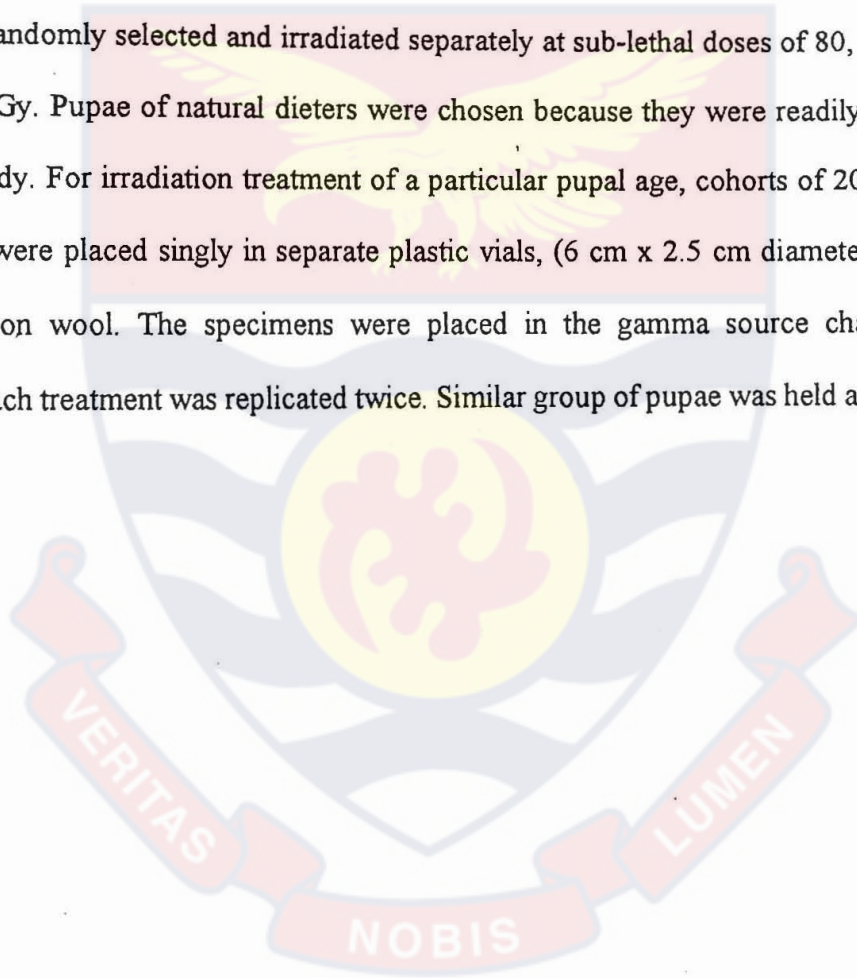 andomly selected and irradiated separately at sub-lethal doses of 80,
Gy. Pupae of natural dieters were chosen because they were readily
dy. For irradiation treatment of a particular pupal age, cohorts of 20
were placed singly in separate plastic vials, (6 cm x 2.5 cm diamete
on wool. The specimens were placed in the gamma source cha
ch treatment was replicated twice. Similar group of pupae was held a
VERITAS
NOBIS
LUMEN